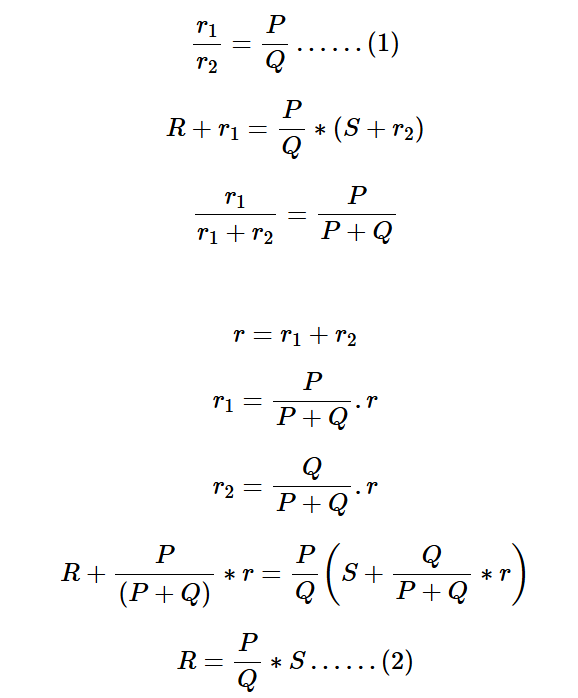 r₁/r₂ = P/Q ……(1)
R + r₁ = P/Q * (S + r₂)
r₁/(r₁ + r₂) = P/(P + Q)
r = r₁ + r₂
r₁ = P/(P + Q) . r
r₂ = Q/(P + Q) . r
R + P/((P + Q)) * r = P/Q (S + Q/(P + Q) * r)
R = P/Q * S ……(2)